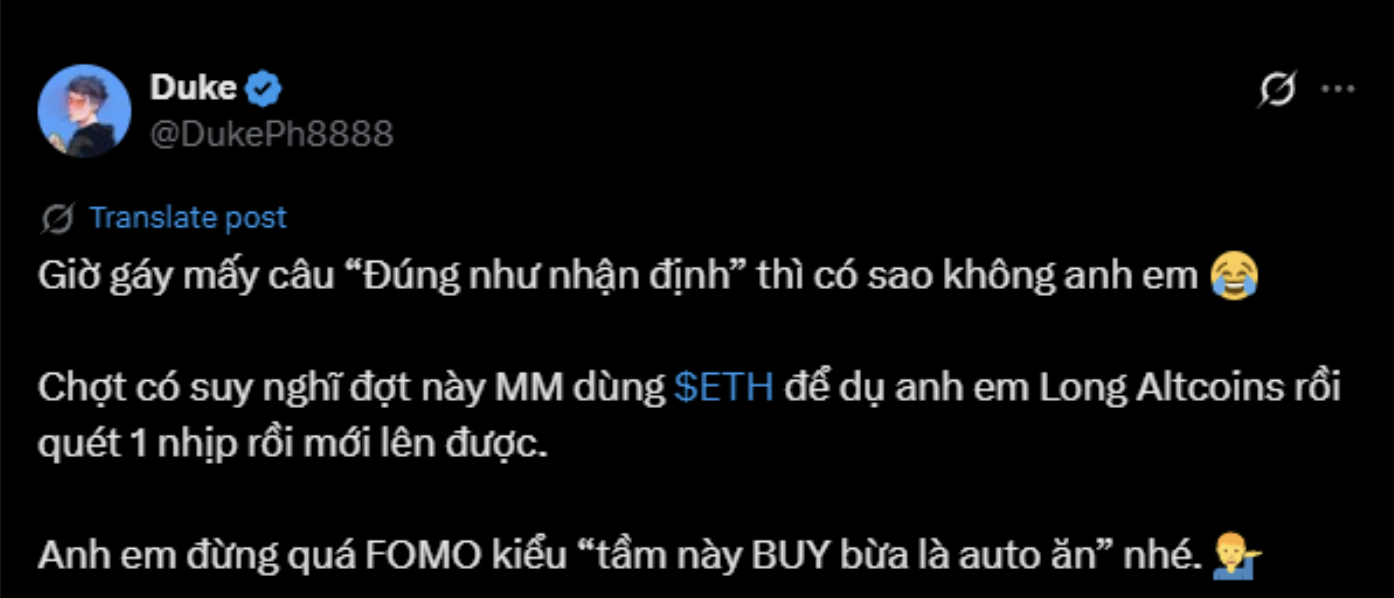 Duke
@DukePh8888
Translate post
Giờ gáy mấy câu “Đúng như nhận định” thì có sao không anh em 😂
Chợt có suy nghĩ đợt này MM dùng $ETH để dụ anh em Long Altcoins rồi
quét 1 nhịp rồi mới lên được.
Anh em đừng quá FOMO kiểu “tầm này BUY bừa là auto ăn” nhé. 💁‍♂️